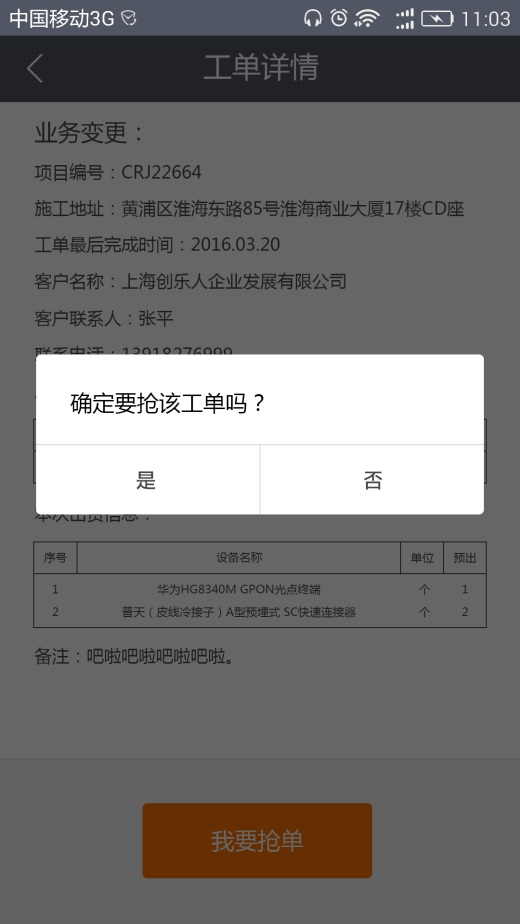 中国移动3G 11:03
工单详情
业务变更：
项目编号：CRJ22664
施工地址：黄浦区淮海东路85号淮海商业大厦17楼CD座
工单最后完成时间：2016.03.20
客户名称：上海创乐人企业发展有限公司
客户联系人：张平
联系电话：13918276999
确定要抢该工单吗？
是 否
本次出货信息：
序号 设备名称 单位 预出
1 华为HG8340M GPON光点终端 个 1
2 普天（皮线冷接子）A型预埋式 SC快速连接器 个 2
备注：吧啦吧啦吧啦吧啦。
我要抢单